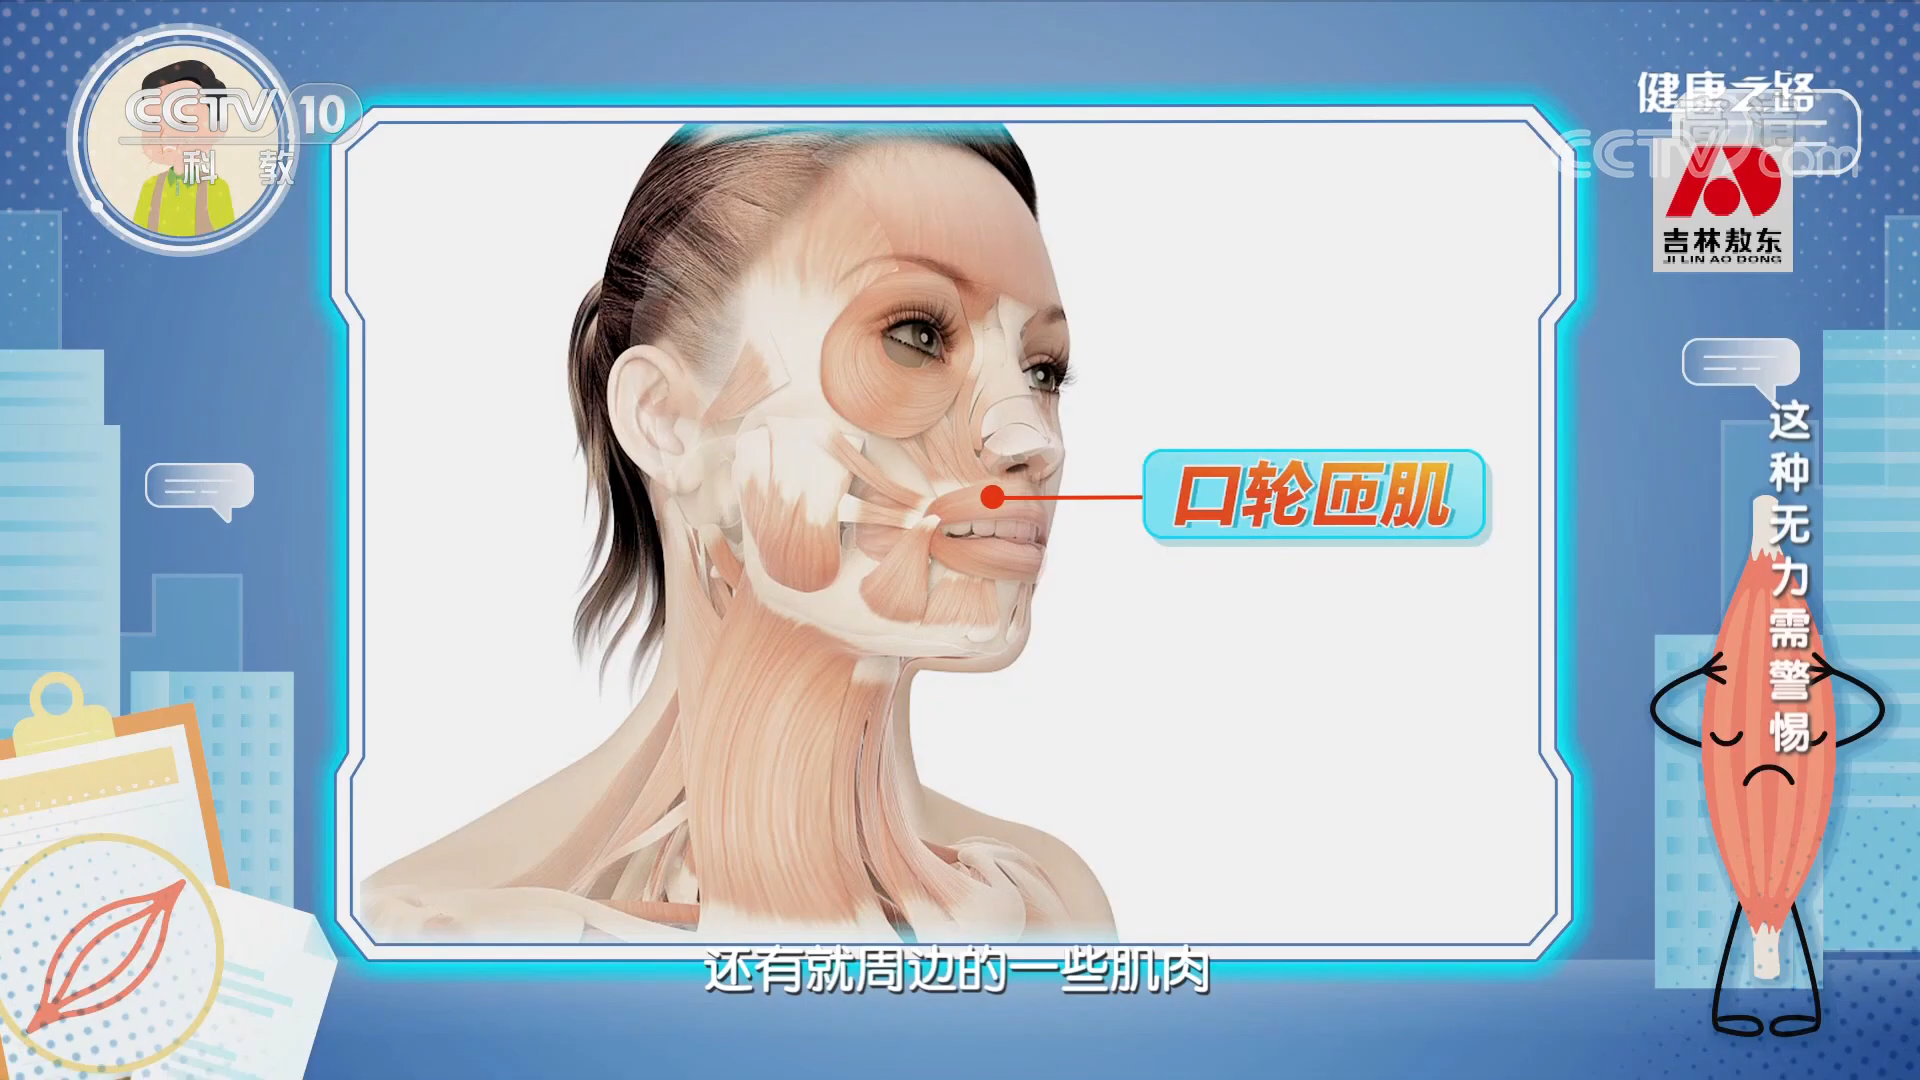 CCTV 10
科 教
健康之路
高清
CCTV.com
吉林敖东
JI LIN AO DONG
口轮匝肌
这种无力需警惕
还有就周边的一些肌肉